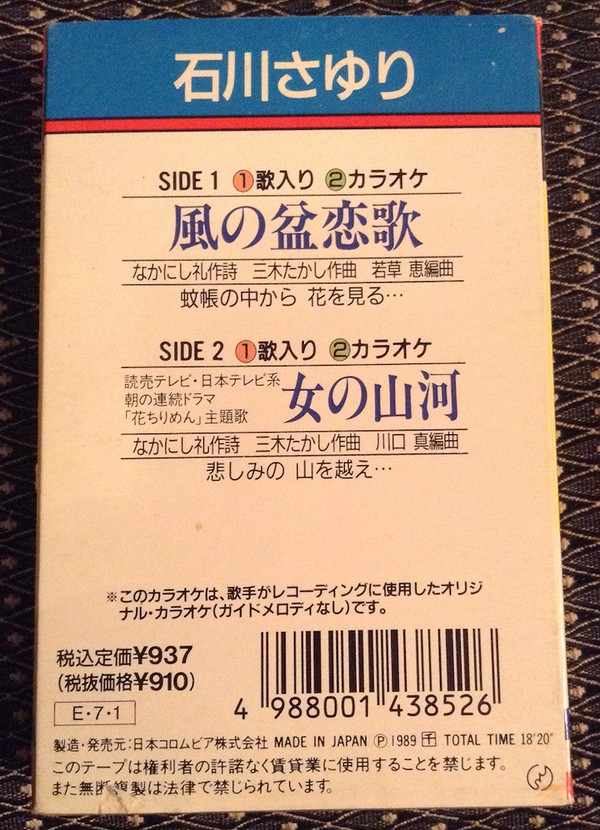 石川さゆり
SIDE 1 ①歌入り ②カラオケ
風の盆恋歌
なかにし礼作詩 三木たかし作曲 若草 恵編曲
蚊帳の中から 花を見る…
SIDE 2 ①歌入り ②カラオケ
読売テレビ・日本テレビ系
朝の連続ドラマ
「花ちりめん」主題歌
女の山河
なかにし礼作詩 三木たかし作曲 川口 真編曲
悲しみの 山を越え…
※このカラオケは、歌手がレコーディングに使用したオリジ
ナル・カラオケ(ガイドメロディなし)です。
税込定価¥937
(税抜価格¥910)
E・7・1
4 988001 438526
製造・発売元:日本コロムビア株式会社 MADE IN JAPAN Ⓟ1989 千 TOTAL TIME 18'20"
このテープは権利者の許諾なく賃貸業に使用することを禁じます。
また無断複製は法律で禁じられています。